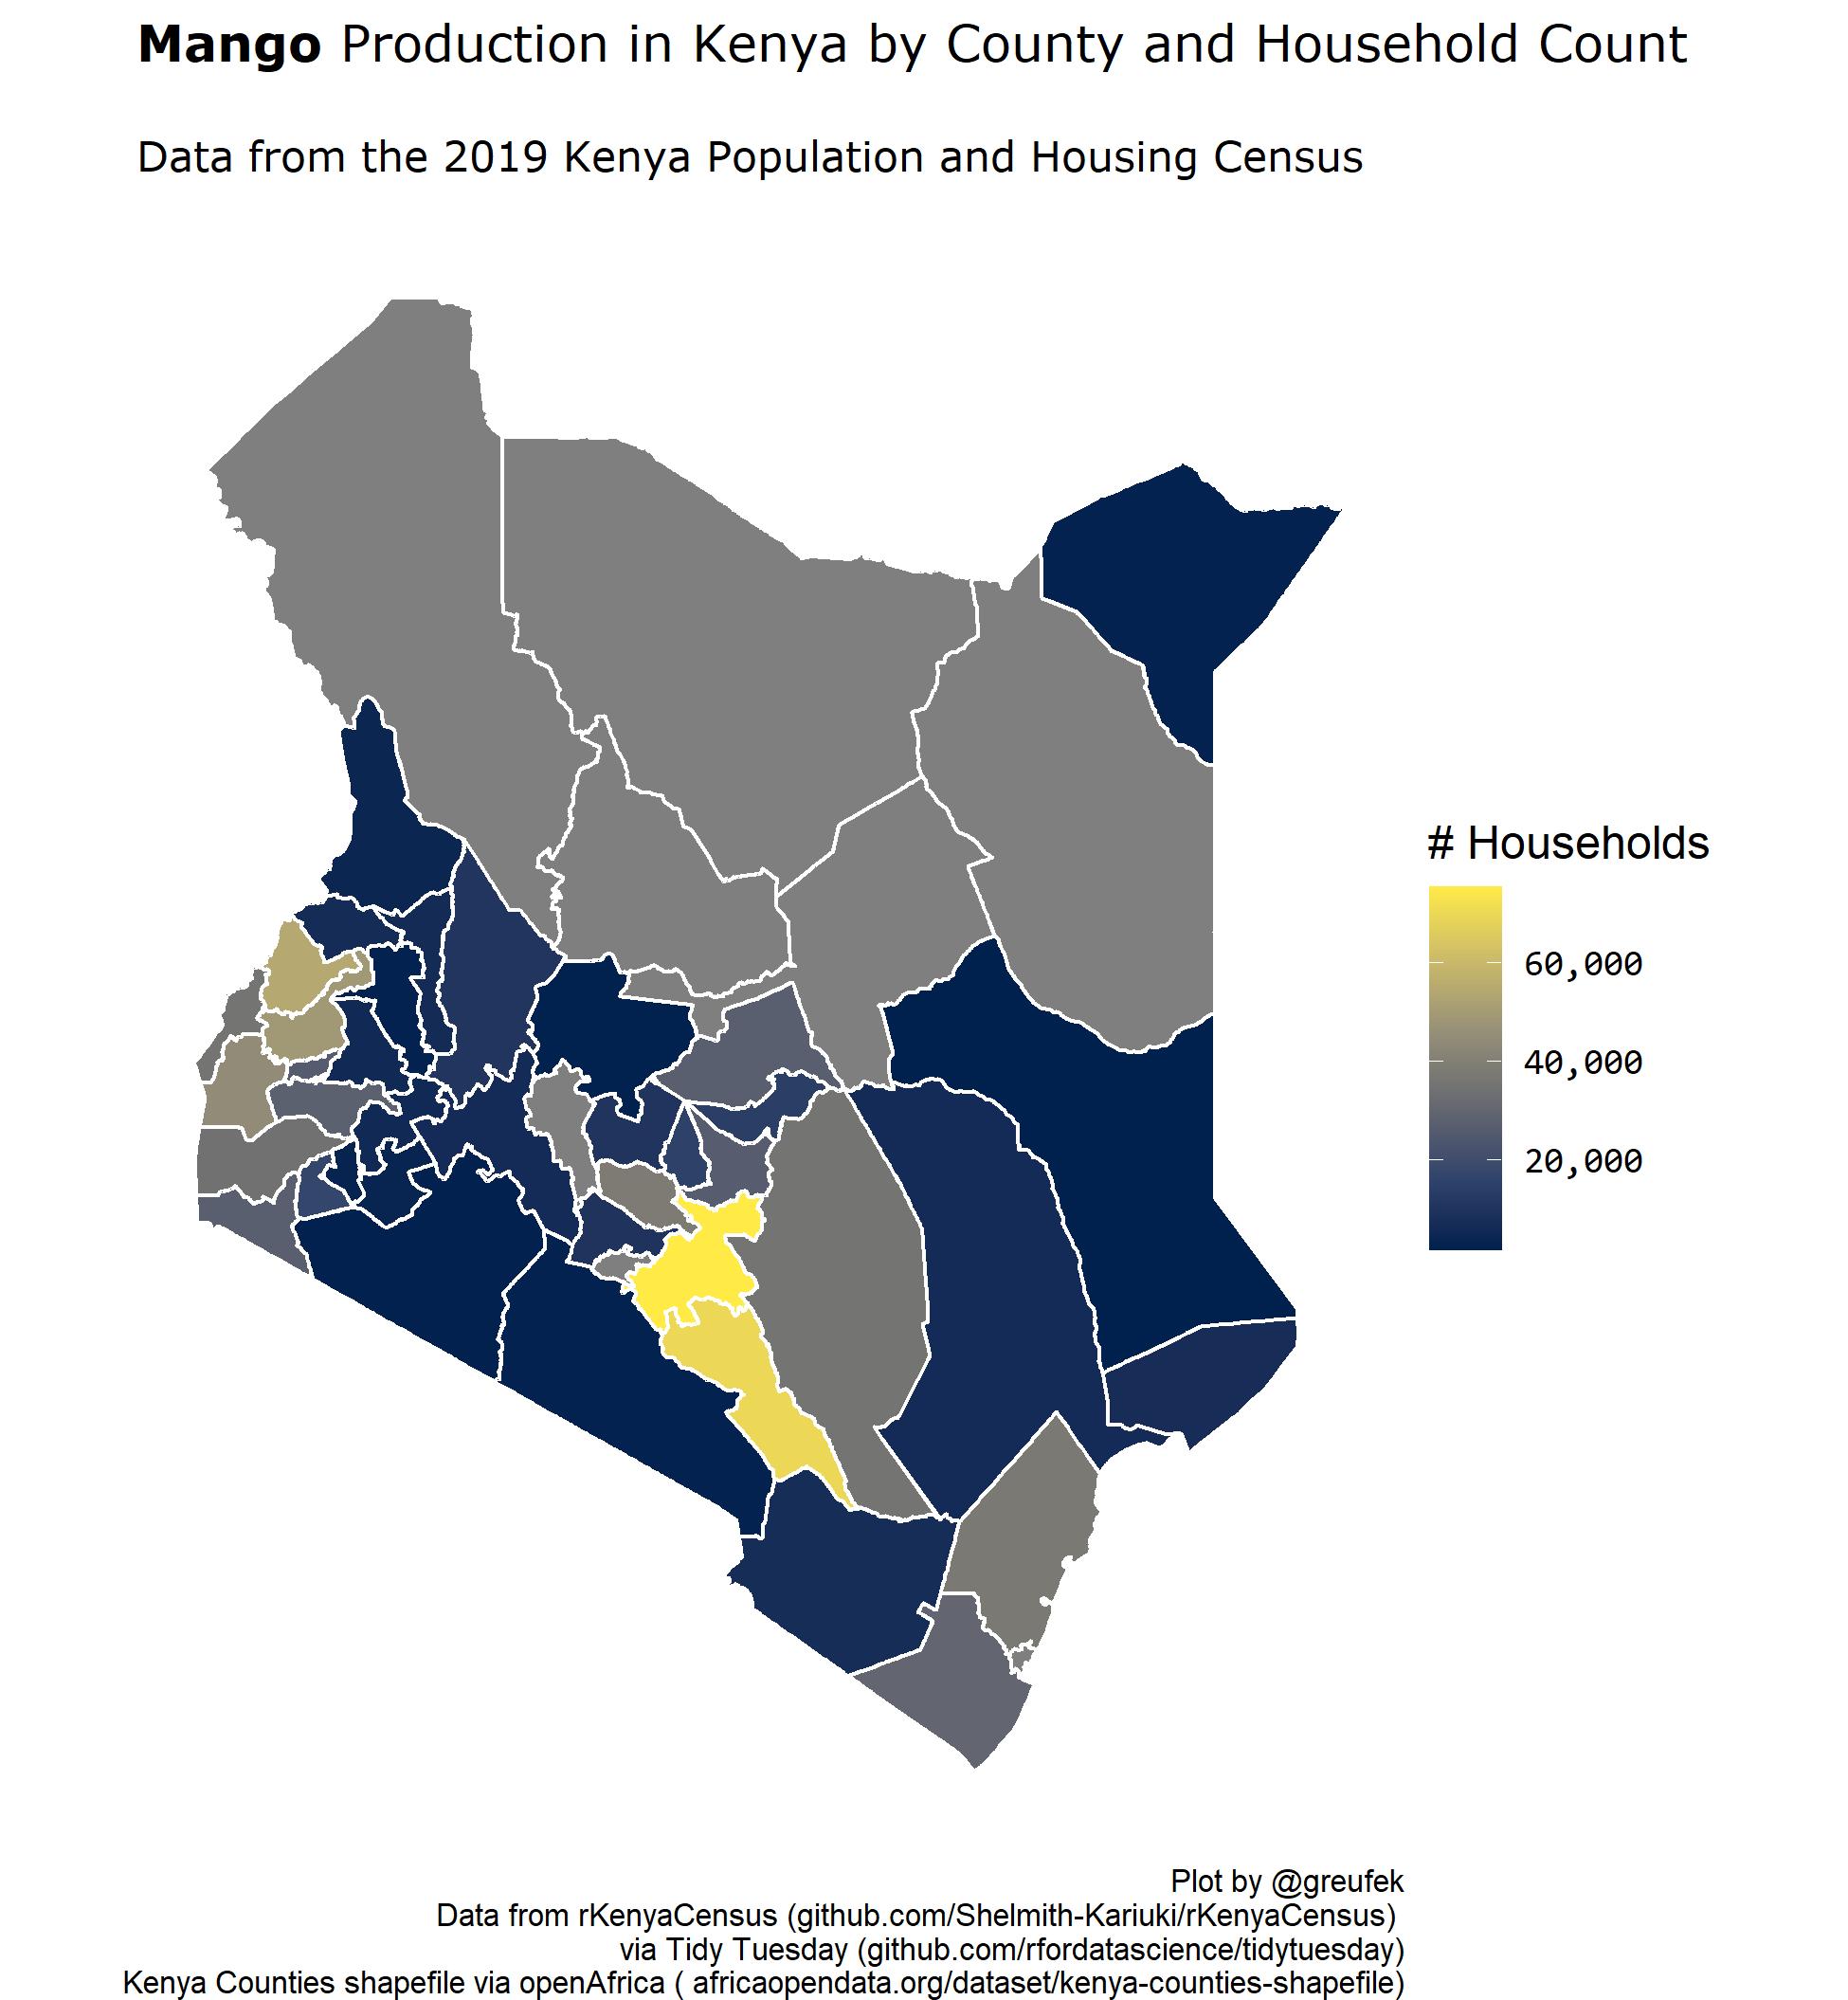 Mango Production in Kenya by County and Household Count
Data from the 2019 Kenya Population and Housing Census
# Households
60,000
40,000
20,000
Plot by @greufek
Data from rKenyaCensus (github.com/Shelmith-Kariuki/rKenyaCensus)
via Tidy Tuesday (github.com/rfordatascience/tidytuesday)
Kenya Counties shapefile via openAfrica ( africaopendata.org/dataset/kenya-counties-shapefile)